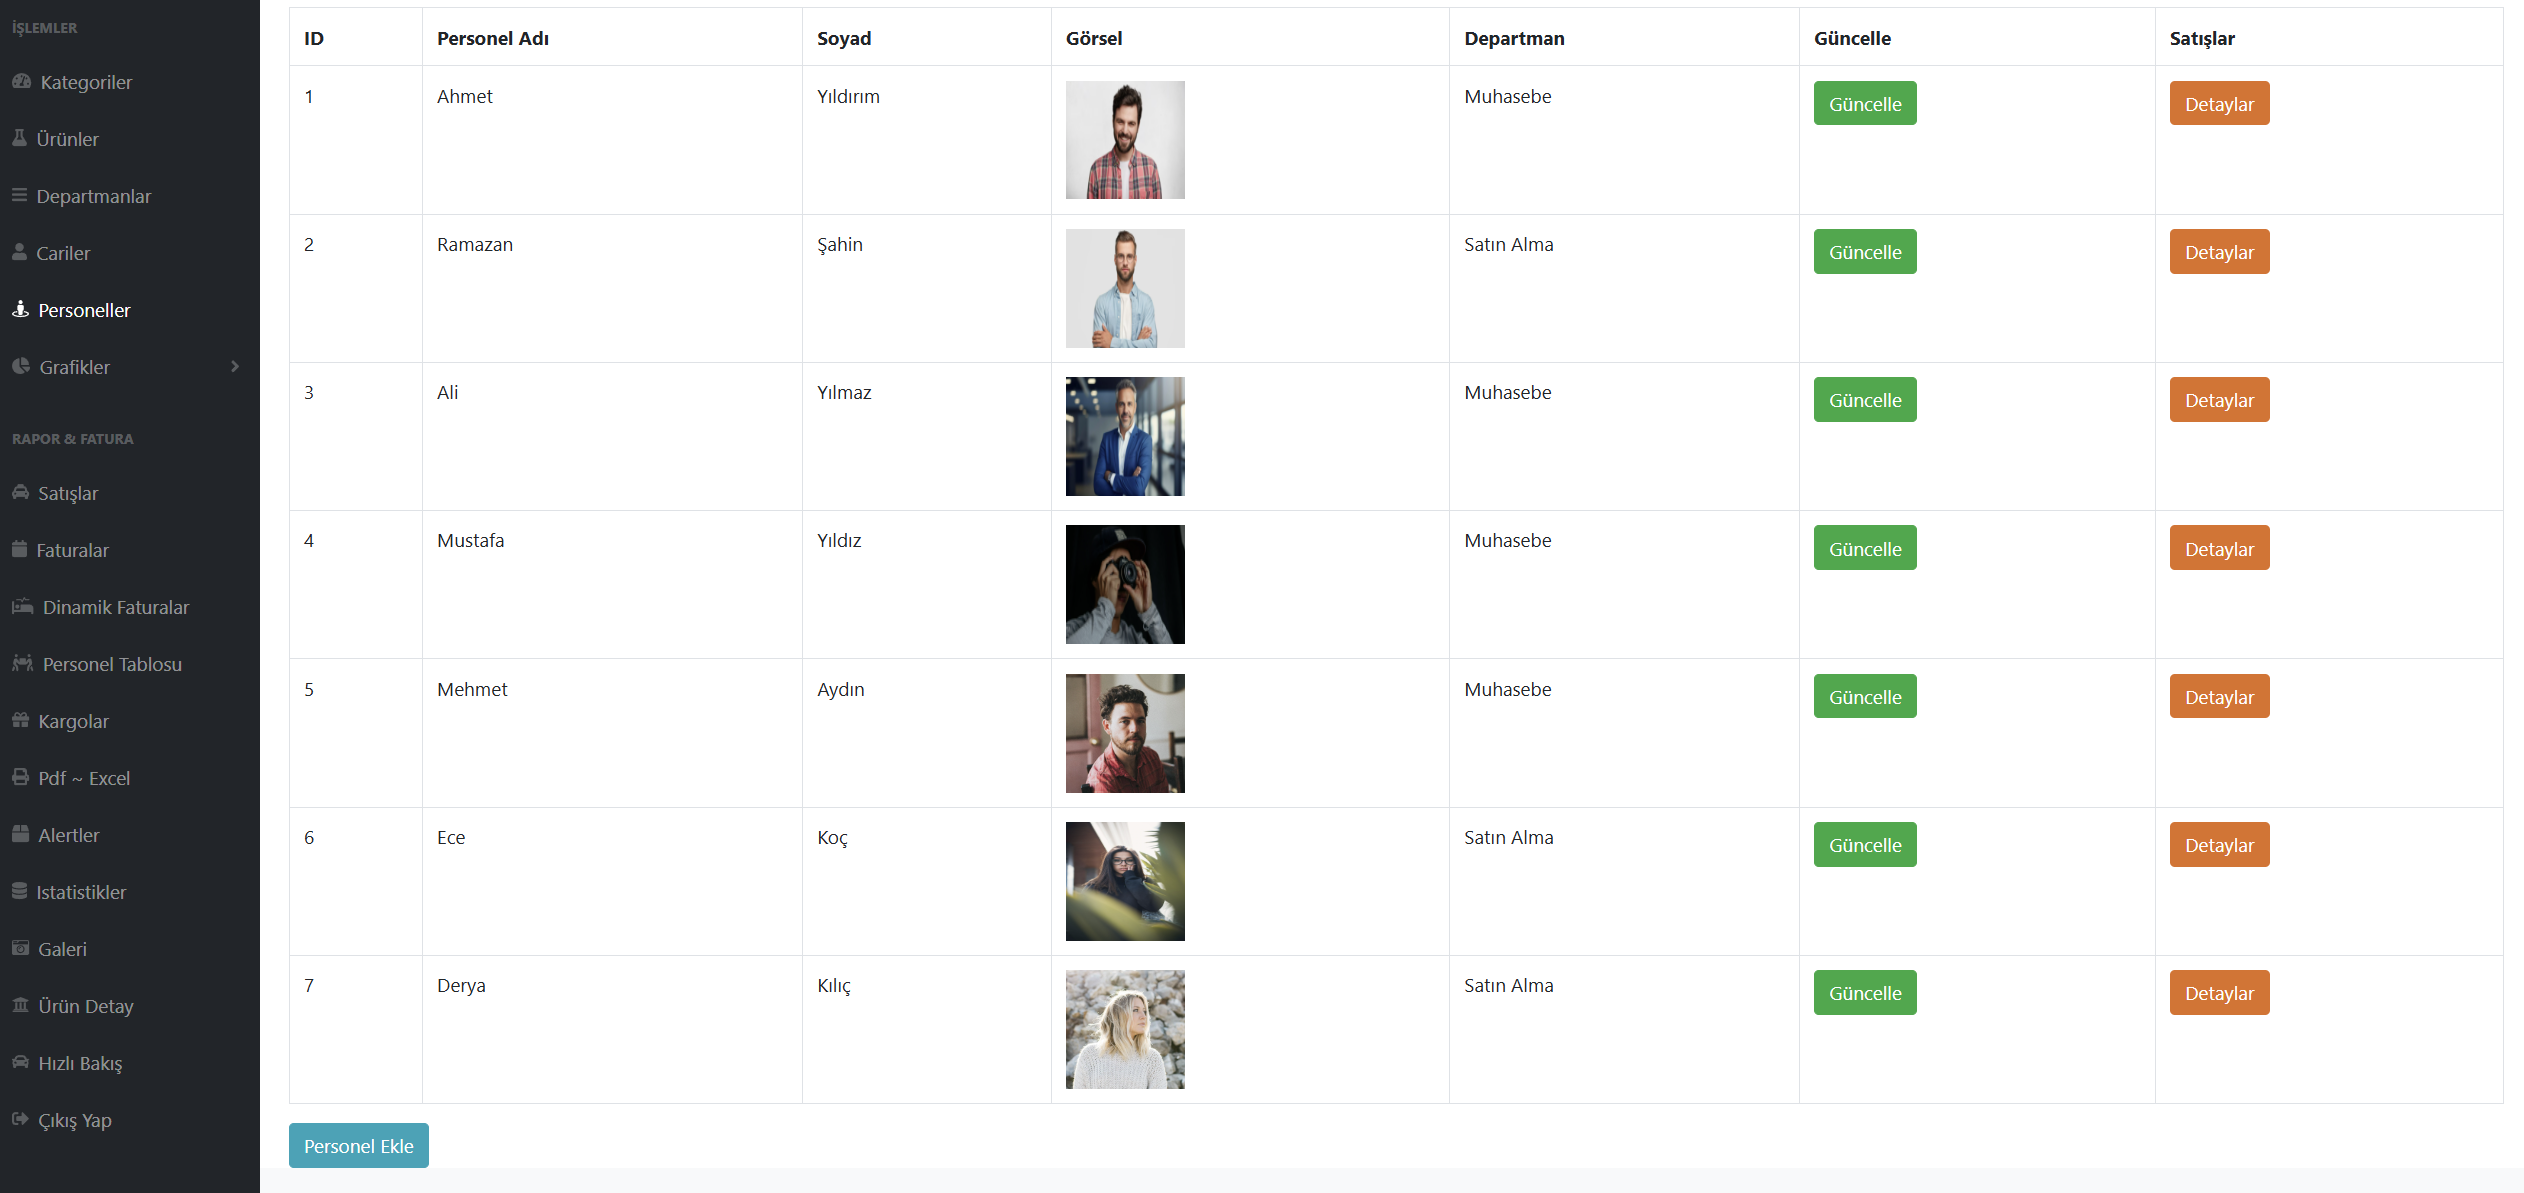 İŞLEMLER
Kategoriler
Ürünler
Departmanlar
Cariler
Personeller
Grafikler
RAPOR & FATURA
Satışlar
Faturalar
Dinamik Faturalar
Personel Tablosu
Kargolar
Pdf ~ Excel
Alertler
Istatistikler
Galeri
Ürün Detay
Hızlı Bakış
Çıkış Yap
ID Personel Adı Soyad Görsel Departman Güncelle Satışlar
1 Ahmet Yıldırım Muhasebe Güncelle Detaylar
2 Ramazan Şahin Satın Alma Güncelle Detaylar
3 Ali Yılmaz Muhasebe Güncelle Detaylar
4 Mustafa Yıldız Muhasebe Güncelle Detaylar
5 Mehmet Aydın Muhasebe Güncelle Detaylar
6 Ece Koç Satın Alma Güncelle Detaylar
7 Derya Kılıç Satın Alma Güncelle Detaylar
Personel Ekle